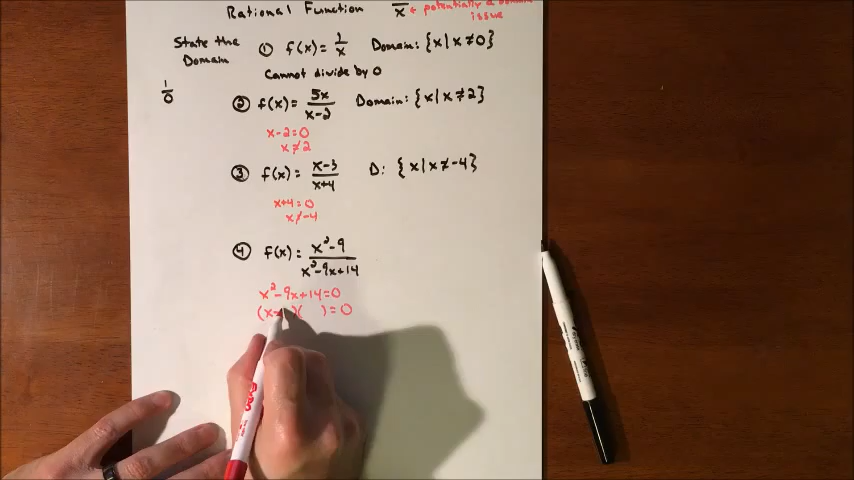 Rational Function
— x ← potentially a domain issue
State the Domain
① f(x) = 1/x Domain: {x | x ≠ 0}
Cannot divide by 0
1/0
② f(x) = 5x/(x-2) Domain: {x | x ≠ 2}
x-2=0
x≠2
③ f(x) = x-3/x+4 D: {x | x ≠ -4}
x+4=0
x≠-4
④ f(x) = x²-9/x²-9x+14
x²-9x+14=0
(x- )( )=0